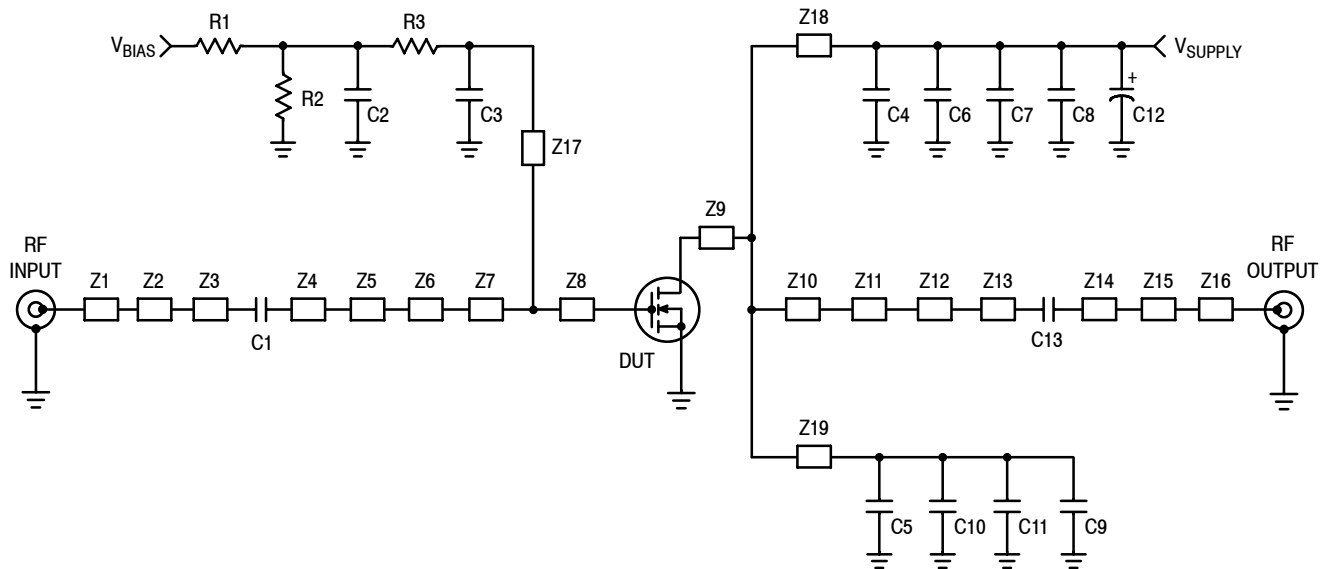 R1
R3
Z18
V_BIAS
V_SUPPLY
R2
C2
C3
C4
C6
C7
C8
+
C12
Z17
Z9
RF
INPUT
Z1
Z2
Z3
C1
Z4
Z5
Z6
Z7
Z8
DUT
Z10
Z11
Z12
Z13
C13
Z14
Z15
Z16
RF
OUTPUT
Z19
C5
C10
C11
C9